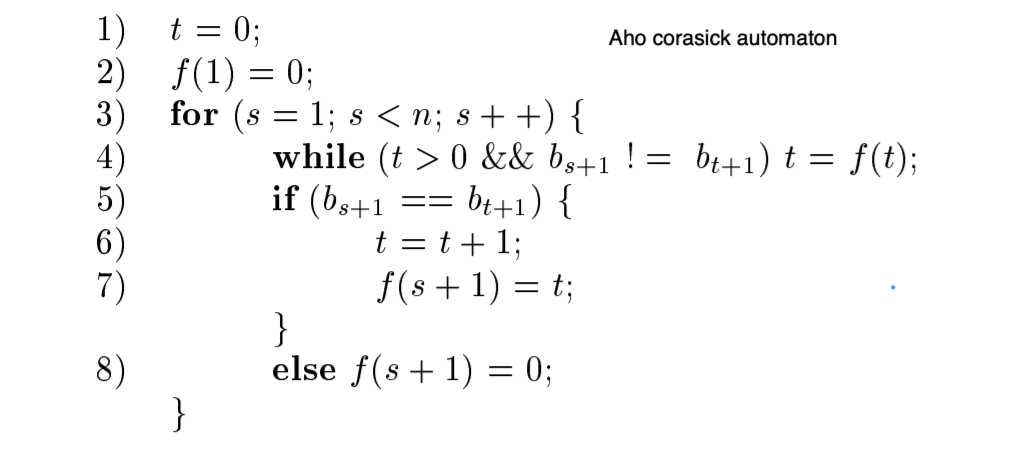 1) t = 0; Aho corasick automaton
2) f(1) = 0;
3) for (s = 1; s < n; s + +) {
4) while (t > 0 && b_{s+1} ! = b_{t+1}) t = f(t);
5) if (b_{s+1} == b_{t+1}) {
6) t = t + 1;
7) f(s + 1) = t;
}
8) else f(s + 1) = 0;
}